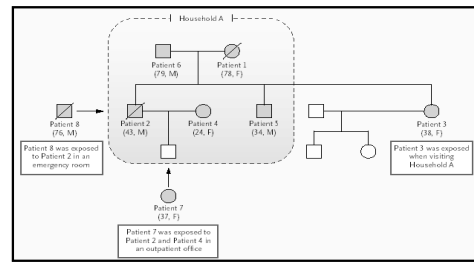 Household A
Patient 6
(79, M)
Patient 1
(78, F)
Patient 8
(76, M)
Patient 2
(43, M)
Patient 4
(24, F)
Patient 5
(34, M)
Patient 3
(38, F)
Patient 8 was exposed
to Patient 2 in an
emergency room
Patient 3 was exposed
when visiting
Household A
Patient 7
(37, F)
Patient 7 was exposed to
Patient 2 and Patient 4 in
an outpatient office